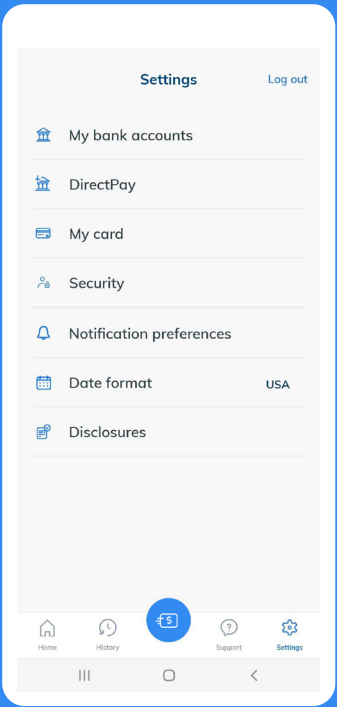 Settings
Log out
My bank accounts
DirectPay
My card
Security
Notification preferences
Date format
USA
Disclosures
$
?
Home
History
Support
Settings